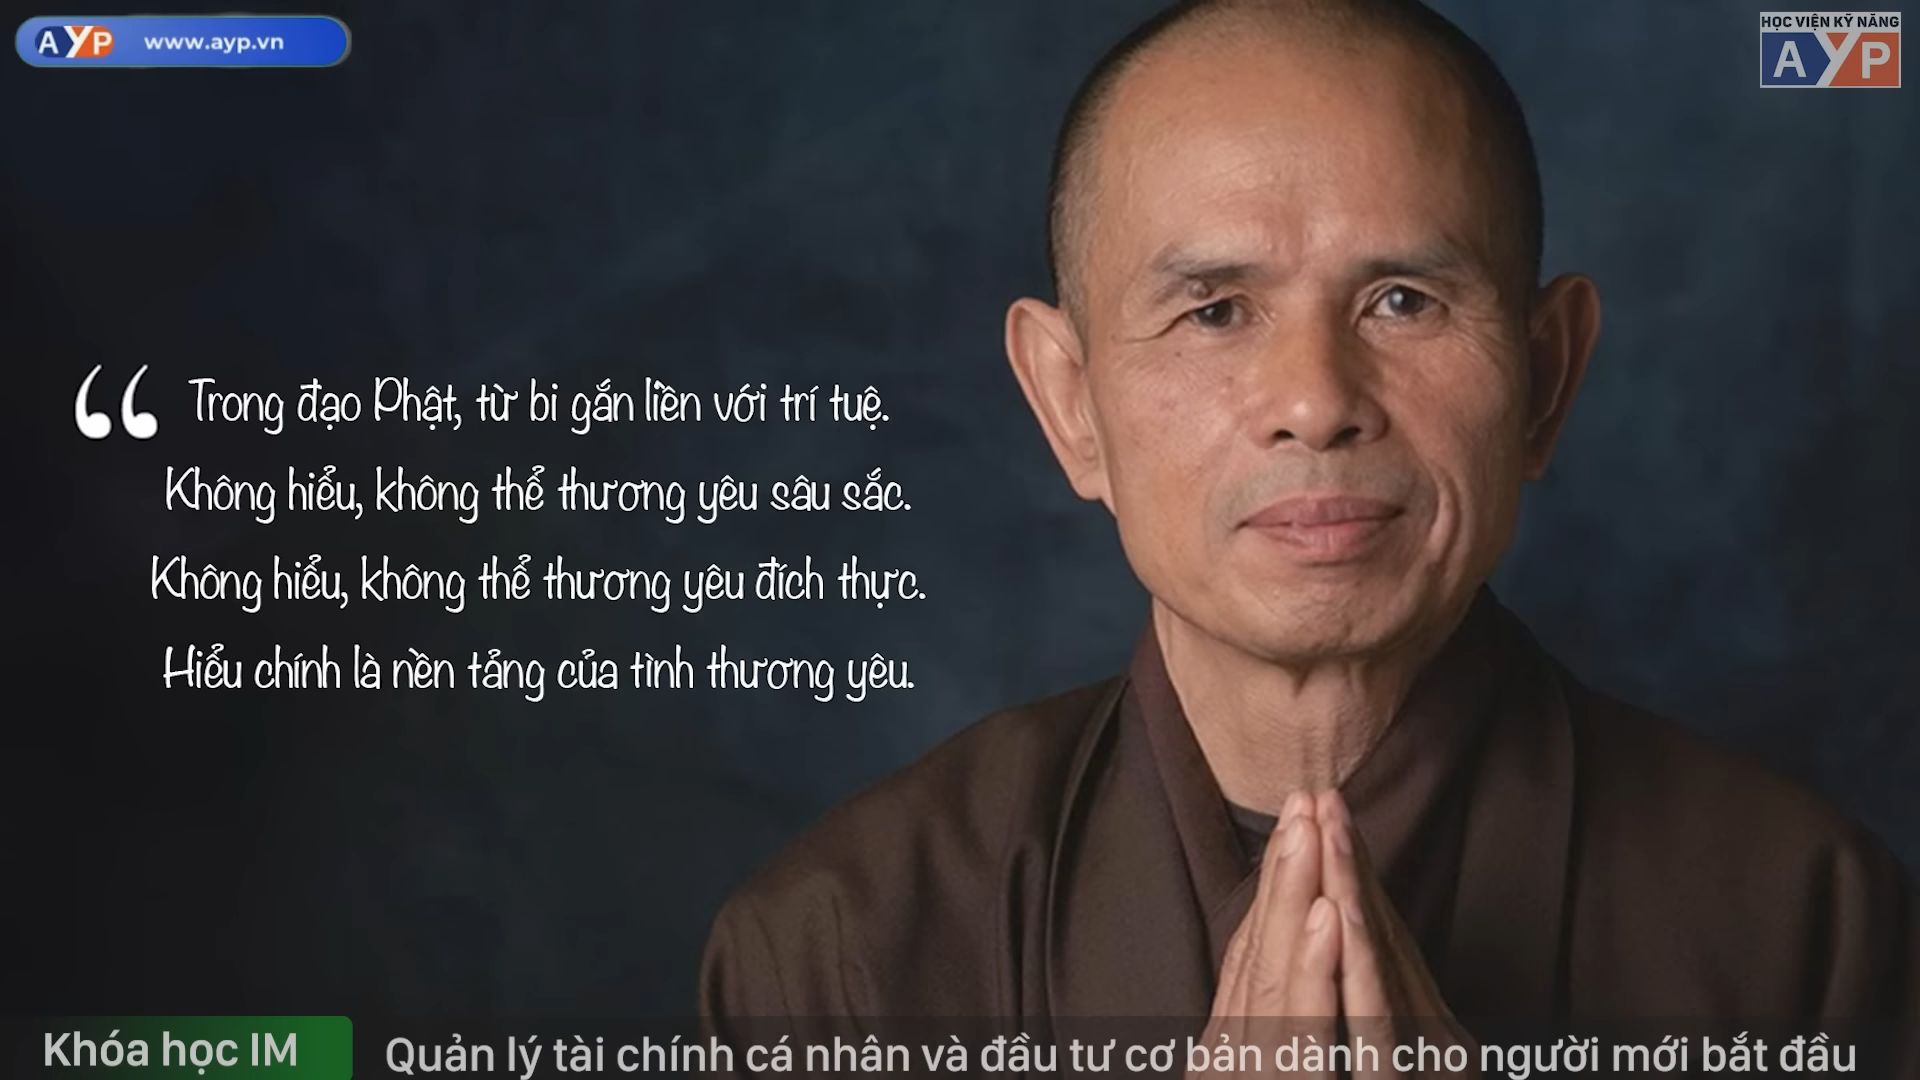 AYP www.ayp.vn
HỌC VIỆN KỸ NĂNG
AYP
“ Trong đạo Phật, từ bi gắn liền với trí tuệ.
Không hiểu, không thể thương yêu sâu sắc.
Không hiểu, không thể thương yêu đích thực.
Hiểu chính là nền tảng của tình thương yêu.
Khóa học IM
Quản lý tài chính cá nhân và đầu tư cơ bản dành cho người mới bắt đầu